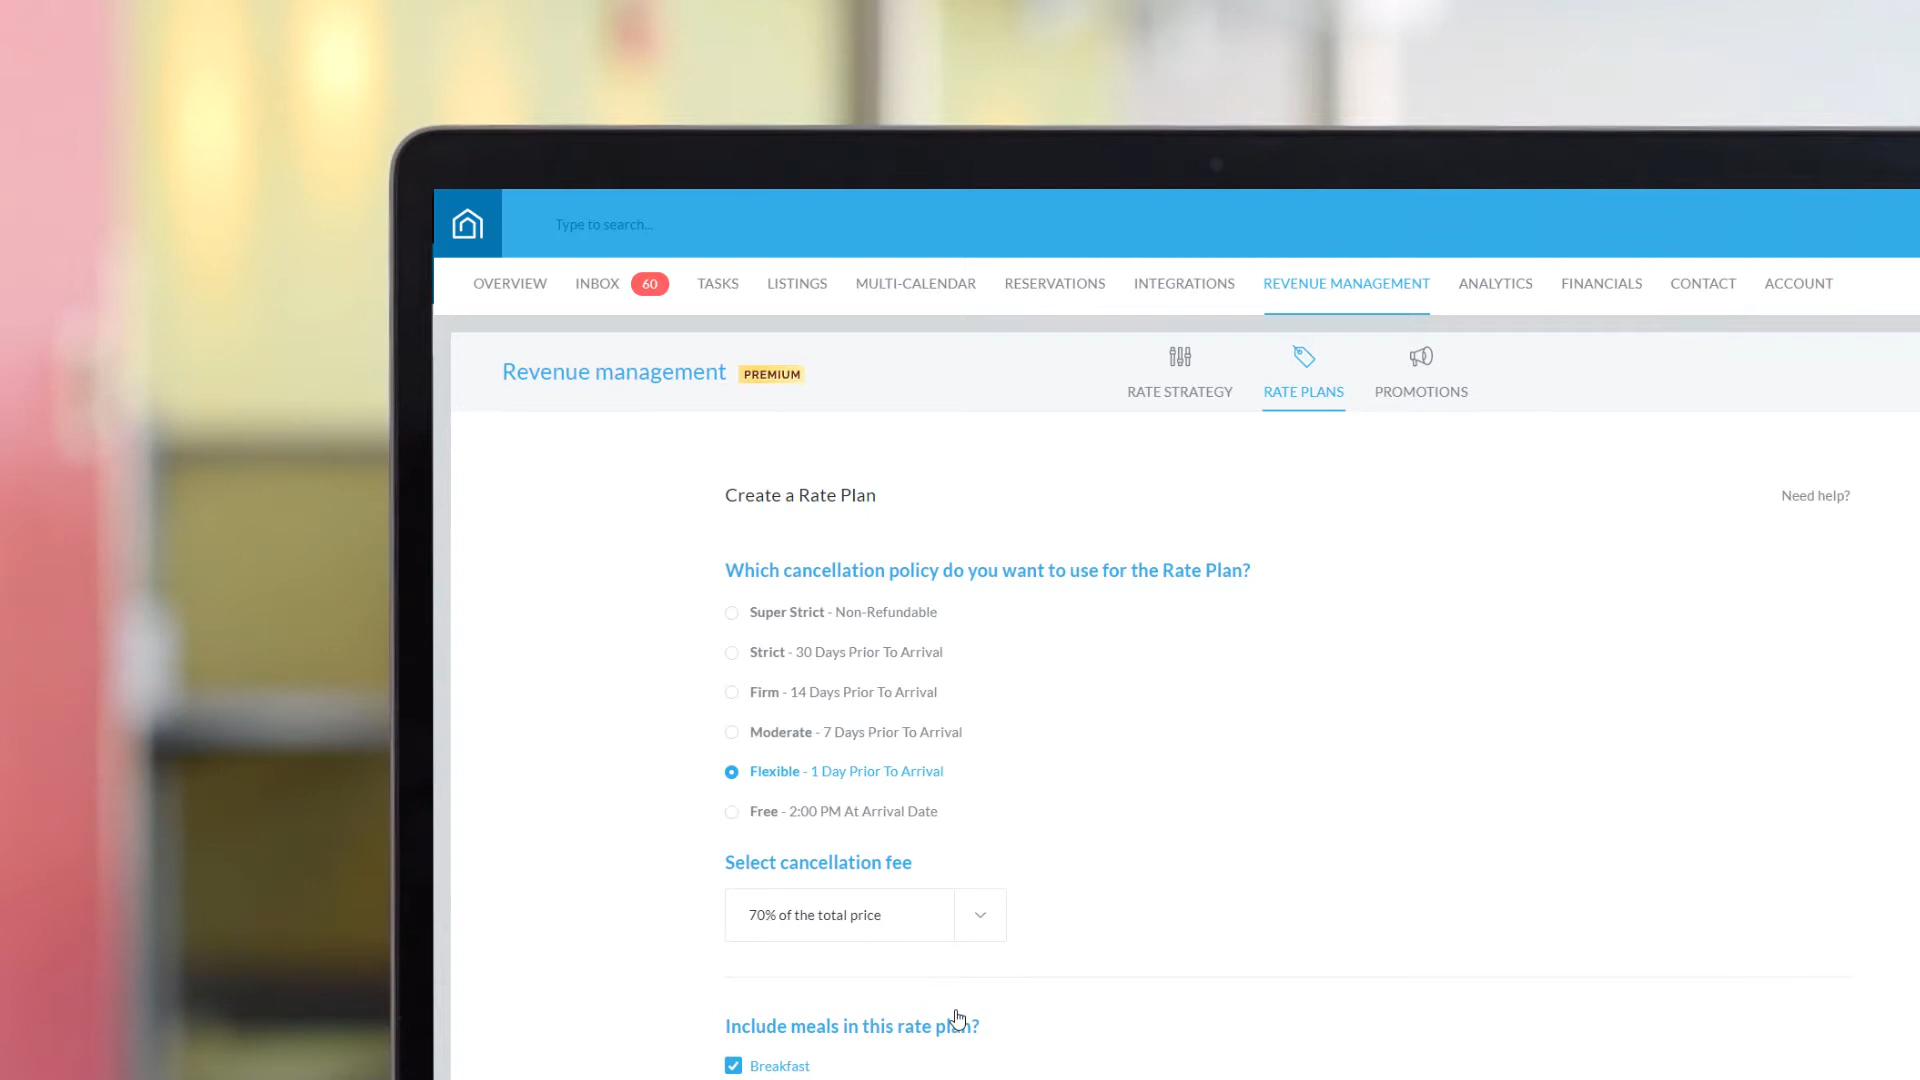 Type to search...
OVERVIEW INBOX 60 TASKS LISTINGS MULTI-CALENDAR RESERVATIONS INTEGRATIONS REVENUE MANAGEMENT ANALYTICS FINANCIALS CONTACT ACCOUNT
Revenue management PREMIUM
RATE STRATEGY RATE PLANS PROMOTIONS
Create a Rate Plan Need help?
Which cancellation policy do you want to use for the Rate Plan?
Super Strict - Non-Refundable
Strict - 30 Days Prior To Arrival
Firm - 14 Days Prior To Arrival
Moderate - 7 Days Prior To Arrival
Flexible - 1 Day Prior To Arrival
Free - 2:00 PM At Arrival Date
Select cancellation fee
70% of the total price
Include meals in this rate plan?
Breakfast